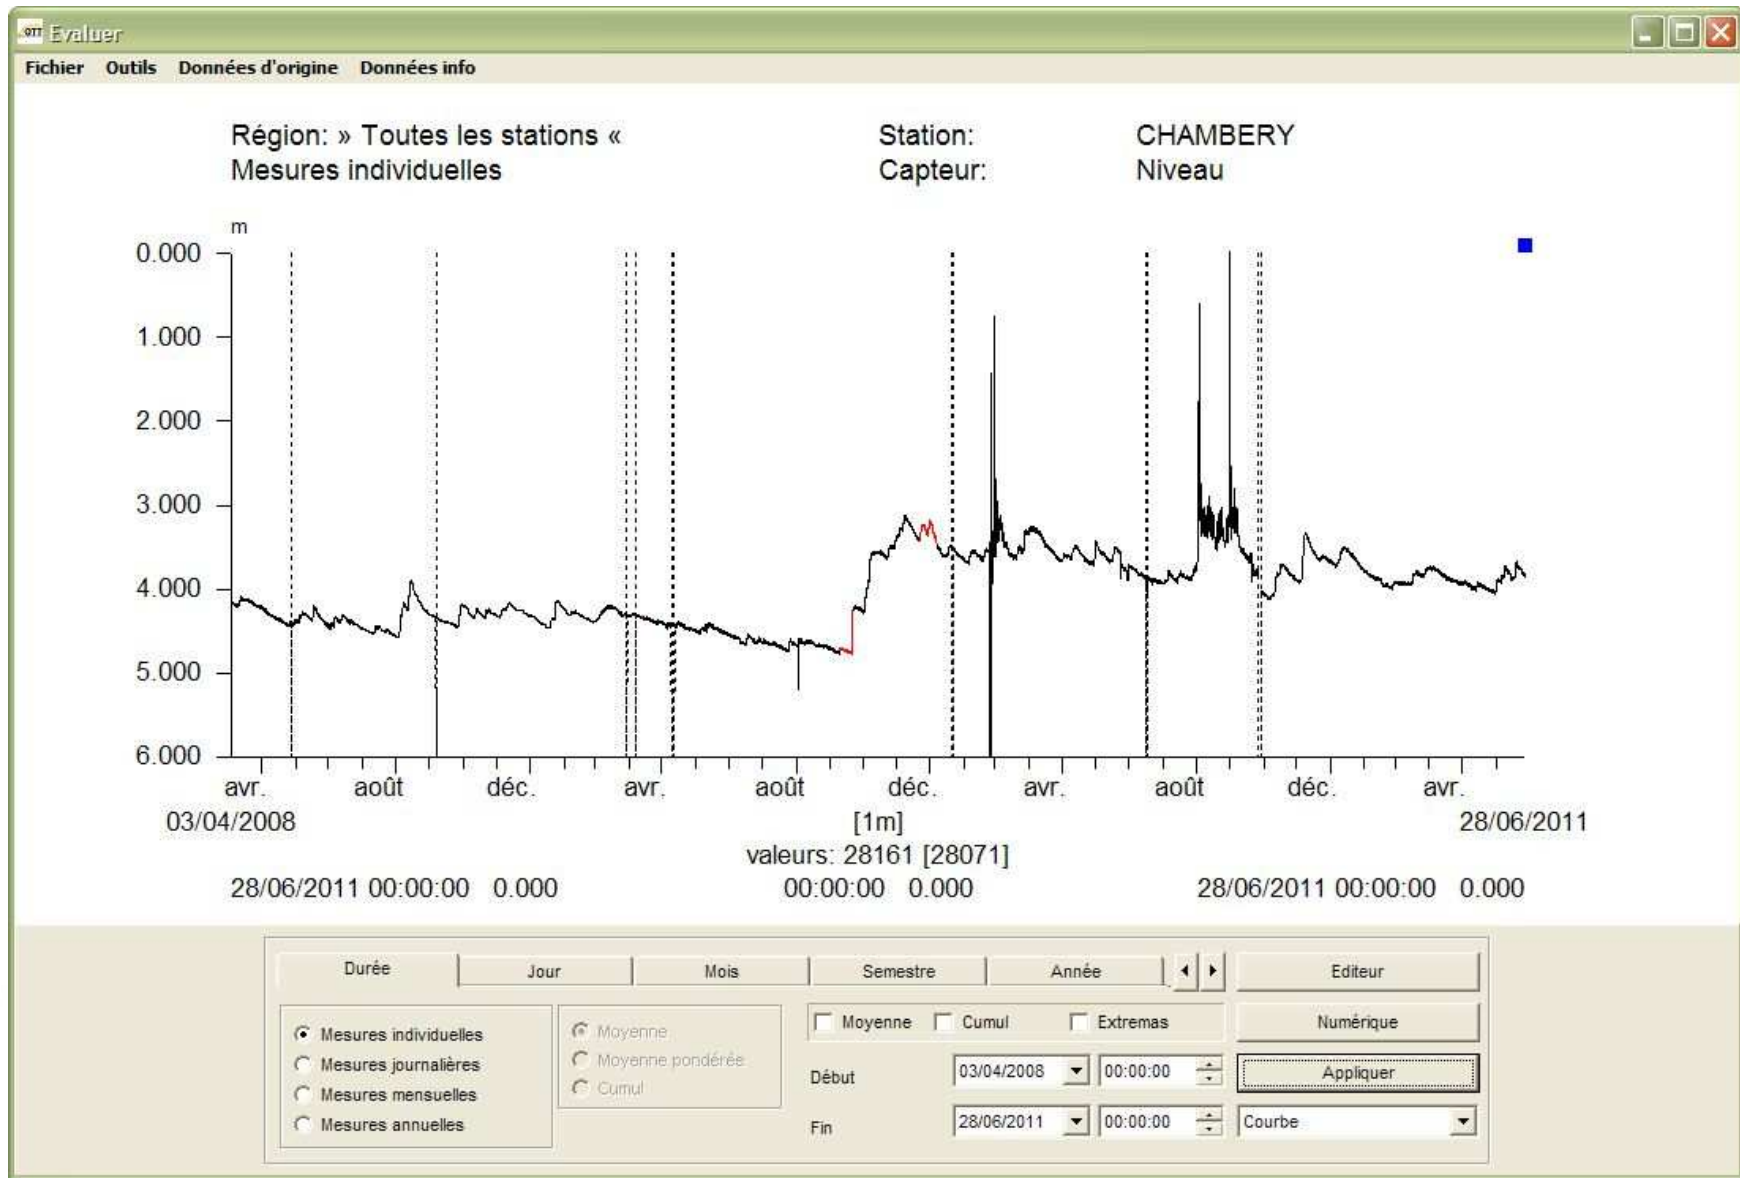 OTT Evaluer
Fichier Outils Données d'origine Données info
Région: » Toutes les stations « Station: CHAMBERY
Mesures individuelles Capteur: Niveau
m
0.000
1.000
2.000
3.000
4.000
5.000
6.000
avr. août déc. avr. août déc. avr. août déc. avr.
03/04/2008 [1m] 28/06/2011
valeurs: 28161 [28071]
28/06/2011 00:00:00 0.000 00:00:00 0.000 28/06/2011 00:00:00 0.000
Durée Jour Mois Semestre Année Editeur
Mesures individuelles Moyenne Moyenne Cumul Extremas Numérique
Mesures journalières Moyenne pondérée Début 03/04/2008 00:00:00 Appliquer
Mesures mensuelles Cumul
Mesures annuelles Fin 28/06/2011 00:00:00 Courbe